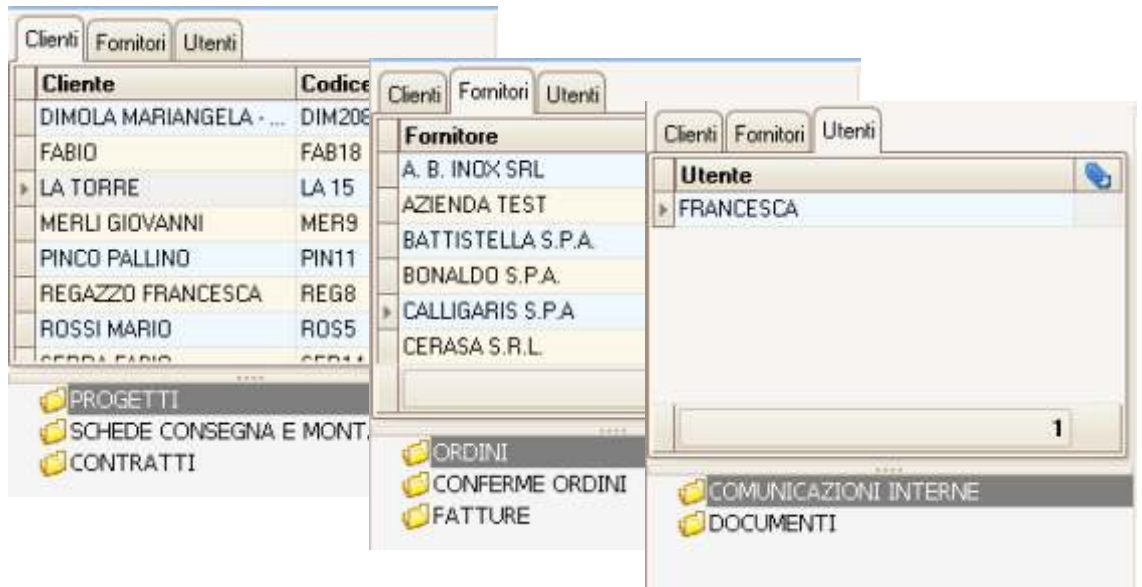 Clienti Fornitori Utenti
Cliente Codice
DIMOLA MARIANGELA - ... DIM208
FABIO FAB18
LA TORRE LA 15
MERLI GIOVANNI MER9
PINCO PALLINO PIN11
REGAZZO FRANCESCA REG8
ROSSI MARIO ROS5
PROGETTI
SCHEDE CONSEGNA E MONT.
CONTRATTI
Clienti Fornitori Utenti
Fornitore
A. B. INOX SRL
AZIENDA TEST
BATTISTELLA S.P.A.
BONALDO S.P.A.
CALLIGARIS S.P.A
CERASA S.R.L.
ORDINI
CONFERME ORDINI
FATTURE
Clienti Fornitori Utenti
Utente
FRANCESCA
1
COMUNICAZIONI INTERNE
DOCUMENTI